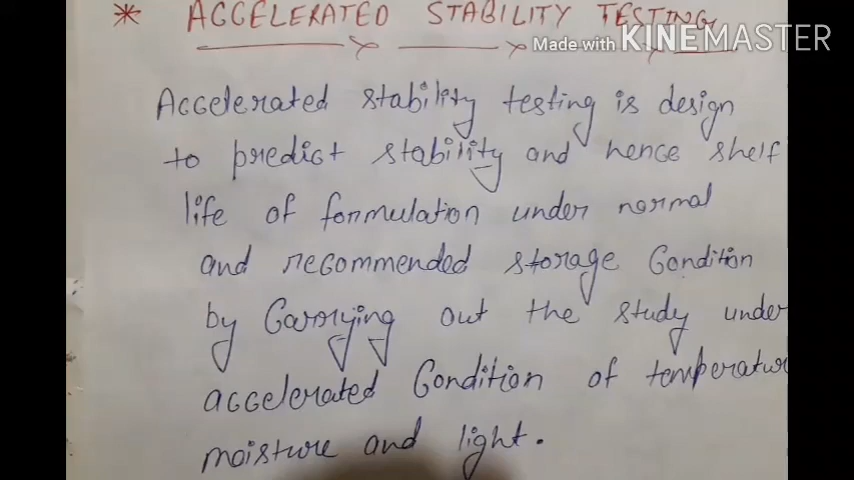 * ACCELERATED STABILITY TESTING
Made with KINEMASTER
Accelerated stability testing is design
to predict stability and hence shelf
life of formulation under normal
and recommended storage Condition
by Carrying out the study under
accelerated Condition of temperatur
moisture and light.